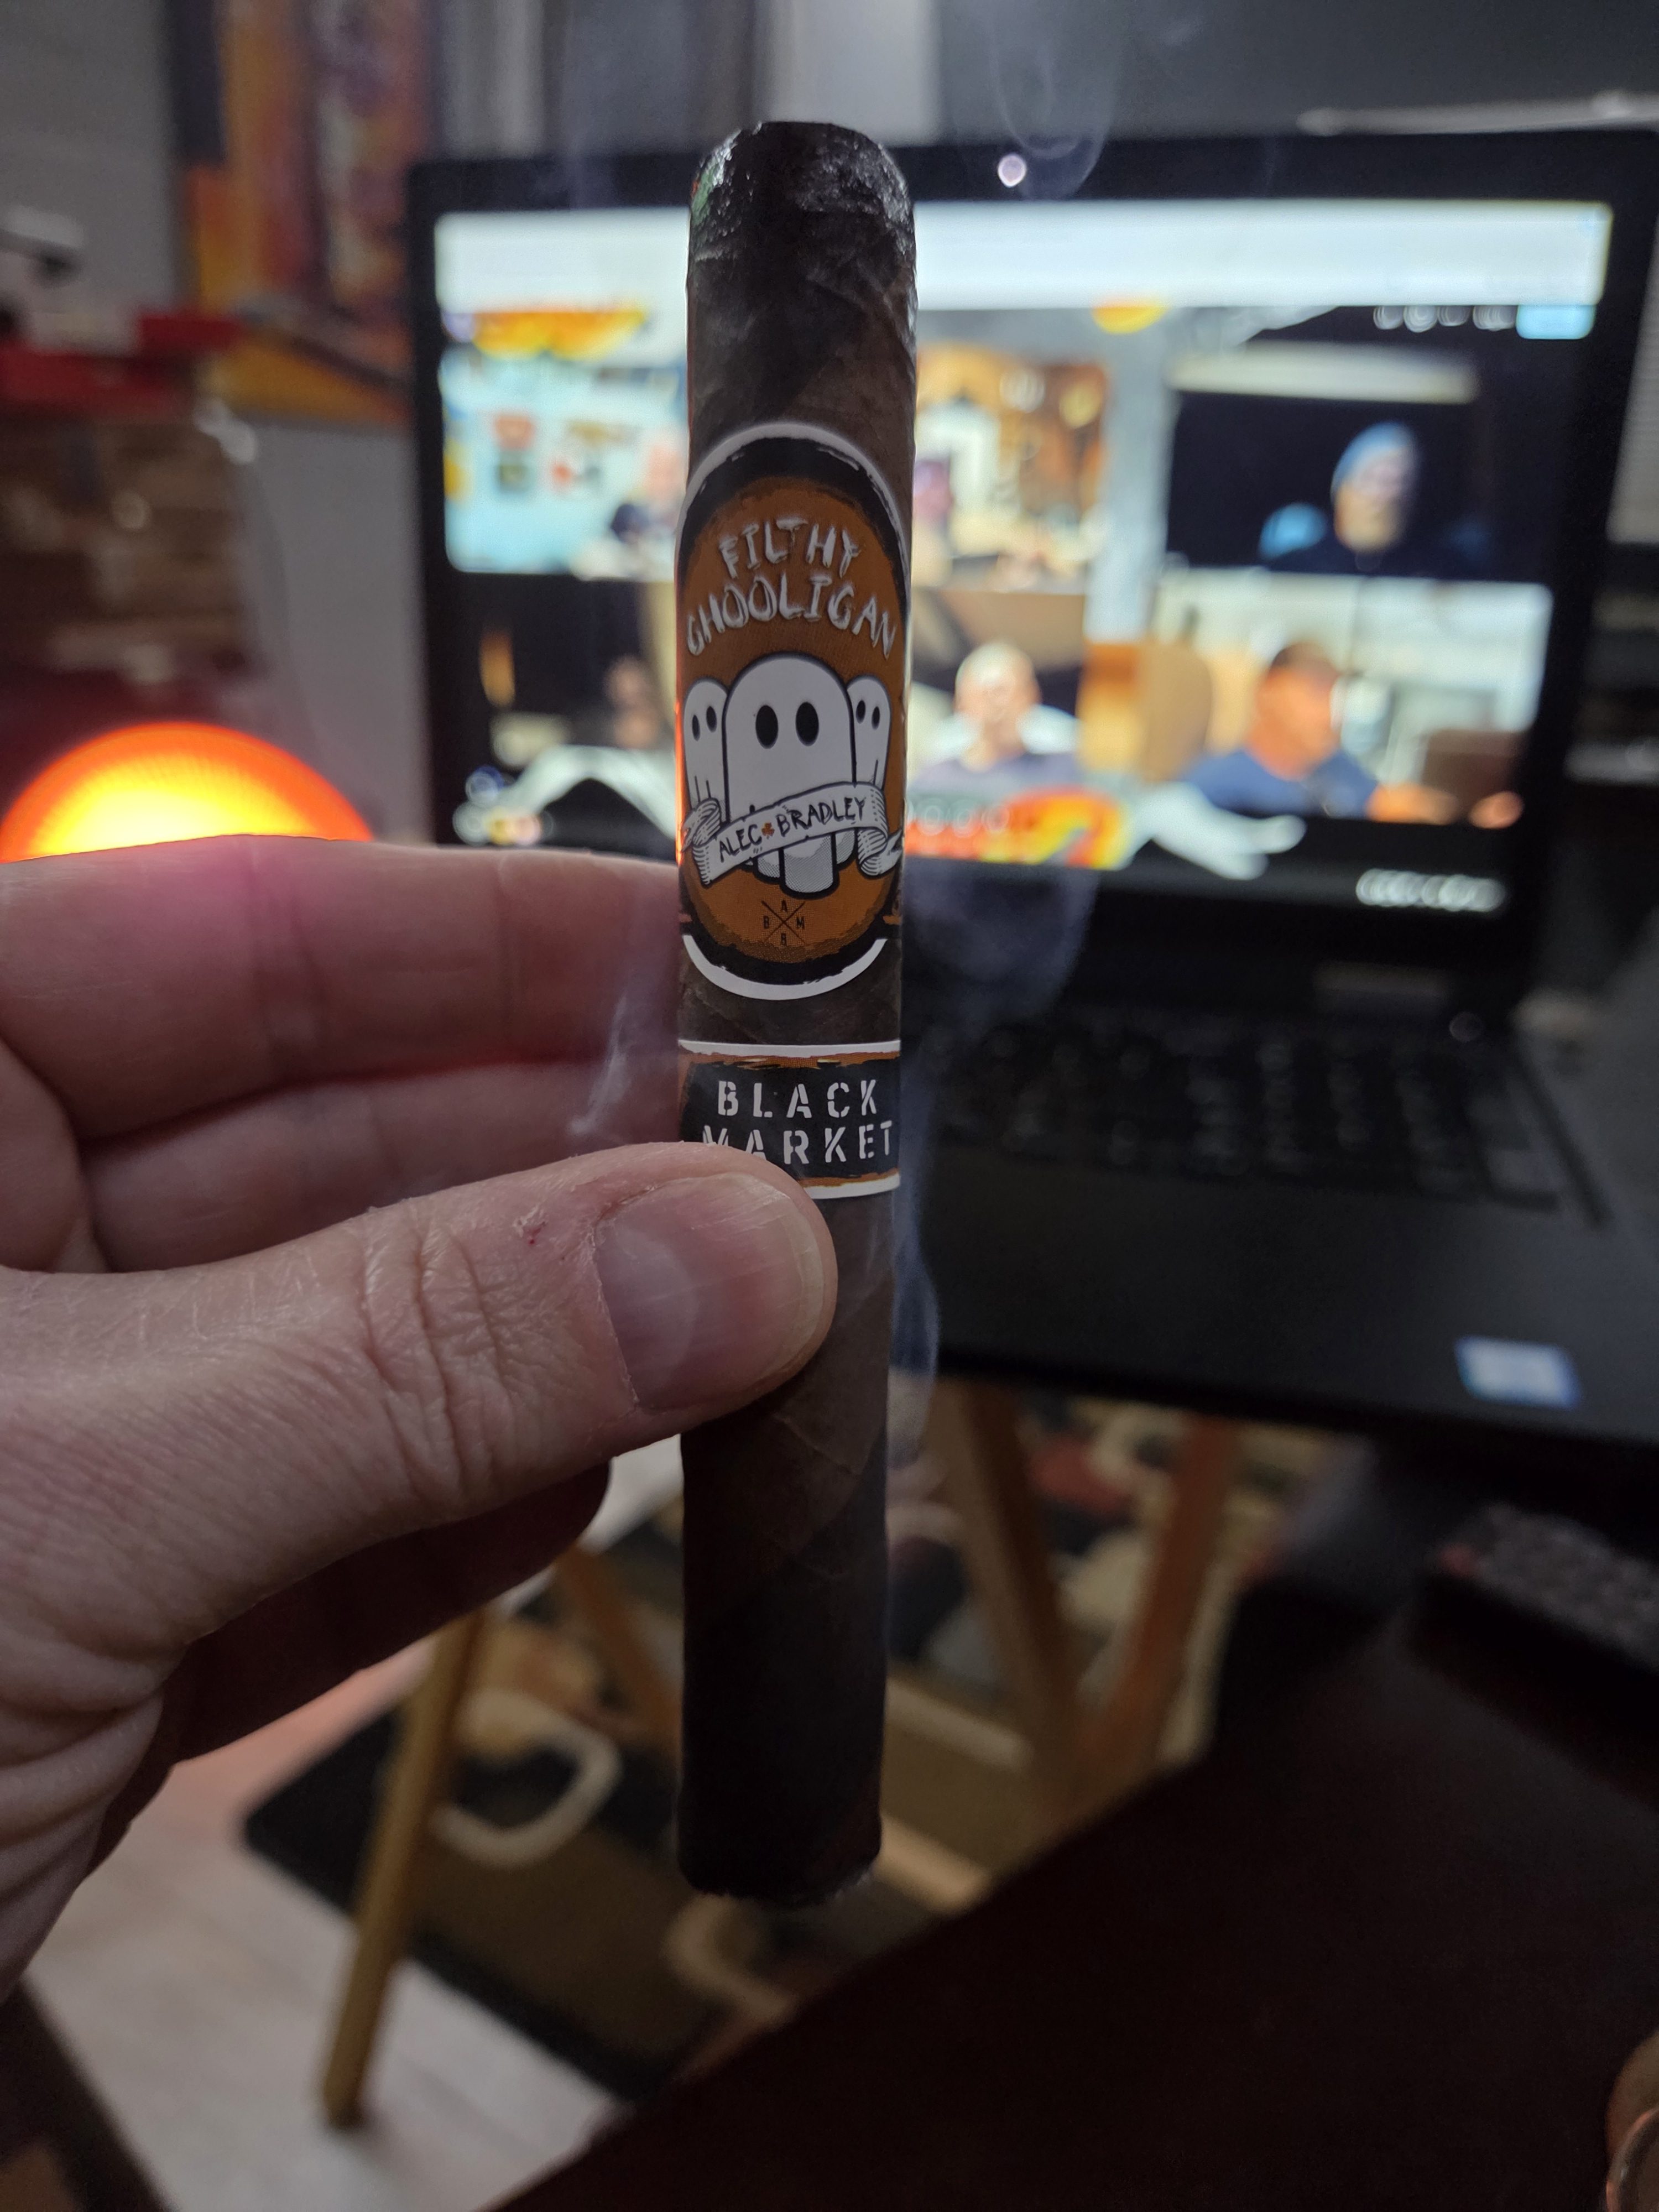 FILTHY
GHOOLIGAN
ALEC BRADLEY
A
B M
B
BLACK
MARKET